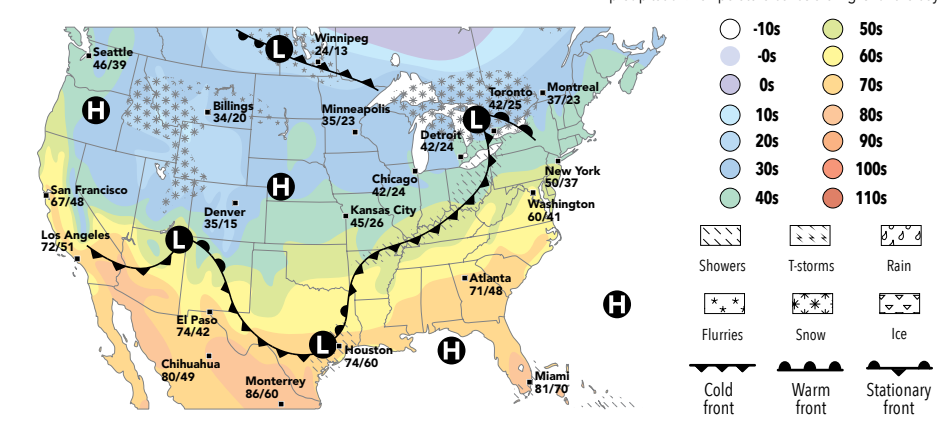 Seattle
46/39
Winnipeg
24/13
L
H
Billings
34/20
Minneapolis
35/23
Toronto
42/25
Montreal
37/23
L
Detroit
42/24
H
Chicago
42/24
New York
50/37
San Francisco
67/48
Denver
35/15
Kansas City
45/26
Washington
60/41
Los Angeles
72/51
L
Atlanta
71/48
H
El Paso
74/42
L
Houston
74/60
H
Chihuahua
80/49
Monterrey
86/60
Miami
81/70
-10s
-0s
0s
10s
20s
30s
40s
50s
60s
70s
80s
90s
100s
110s
Showers
T-storms
Rain
Flurries
Snow
Ice
Cold
front
Warm
front
Stationary
front